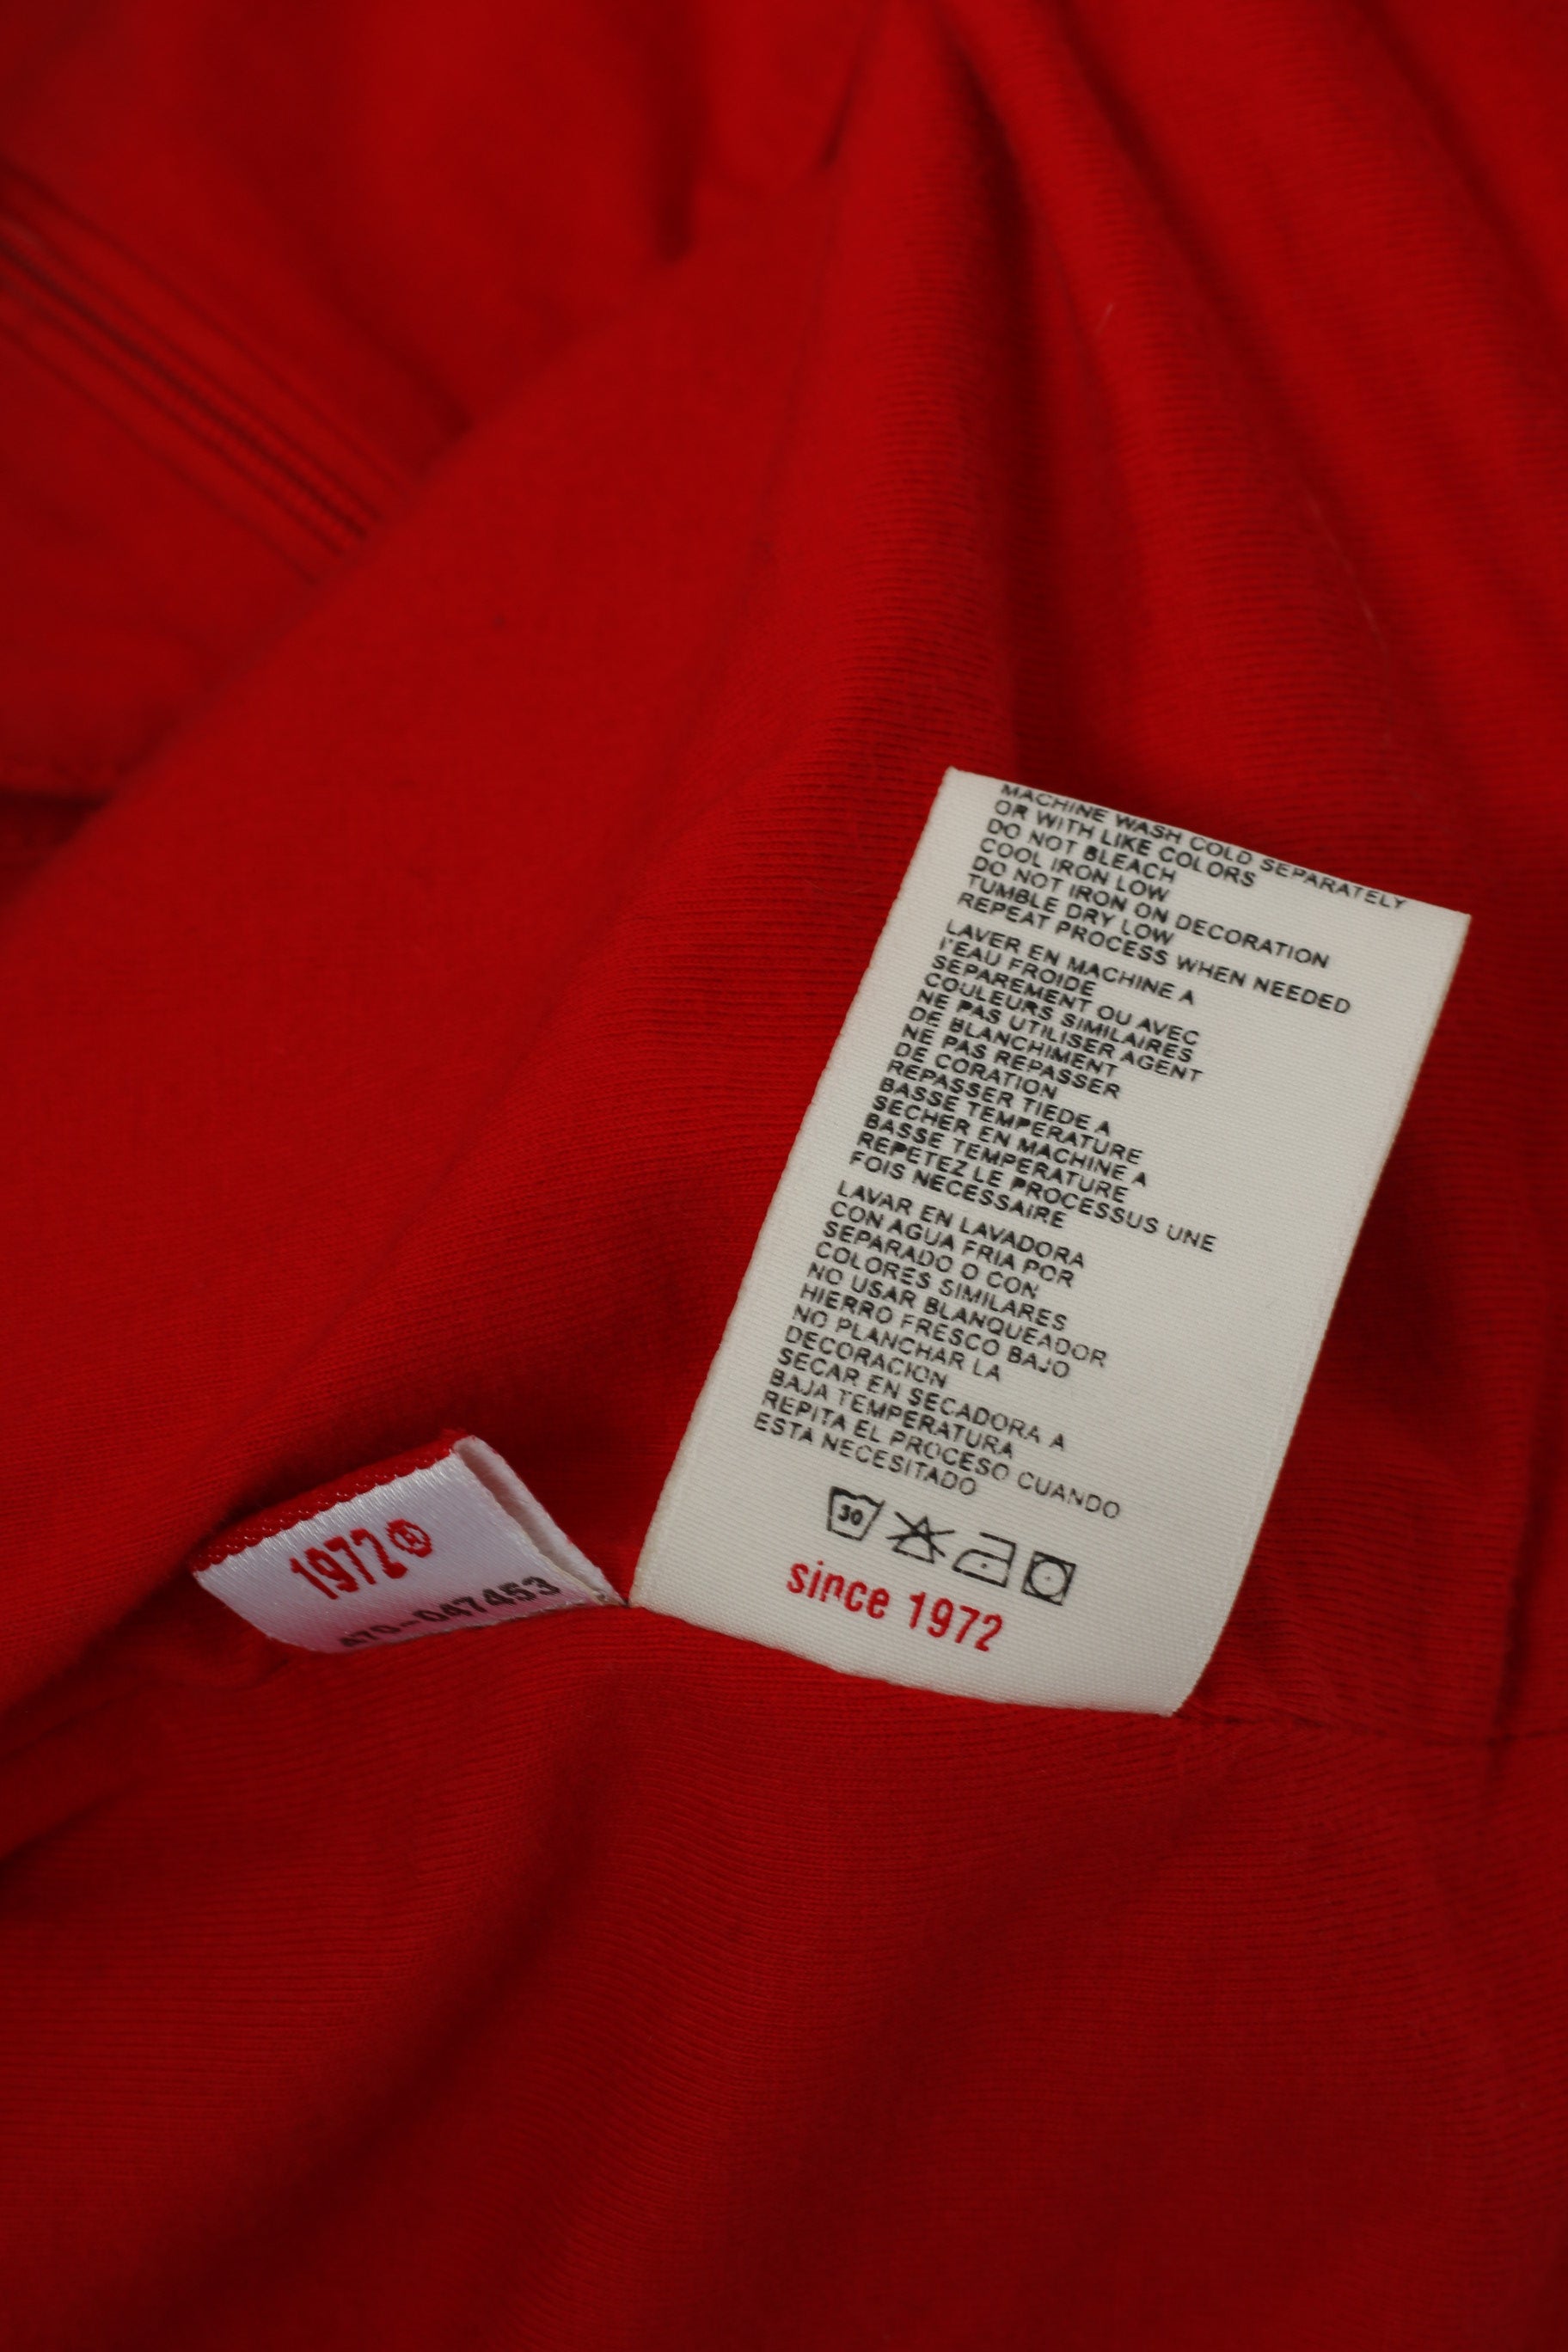 MACHINE WASH COLD SEPARATELY
OR WITH LIKE COLORS
DO NOT BLEACH
COOL IRON LOW
DO NOT IRON ON DECORATION
TUMBLE DRY LOW
REPEAT PROCESS WHEN NEEDED
LAVER EN MACHINE A
l'EAU FROIDE
SEPAREMENT OU AVEC
COULEURS SIMILAIRES
NE PAS UTILISER AGENT
DE BLANCHIMENT
NE PAS REPASSER
DE CORATION
REPASSER TIEDE A
BASSE TEMPERATURE
SECHER EN MACHINE A
BASSE TEMPERATURE
REPETEZ LE PROCESSUS UNE
FOIS NECESSAIRE
LAVAR EN LAVADORA
CON AGUA FRIA POR
SEPARADO O CON
COLORES SIMILARES
NO USAR BLANQUEADOR
HIERRO FRESCO BAJO
NO PLANCHAR LA
DECORACION
SECAR EN SECADORA A
BAJA TEMPERATURA
REPITA EL PROCESO CUANDO
ESTA NECESITADO
30
since 1972
1972®
470-047453